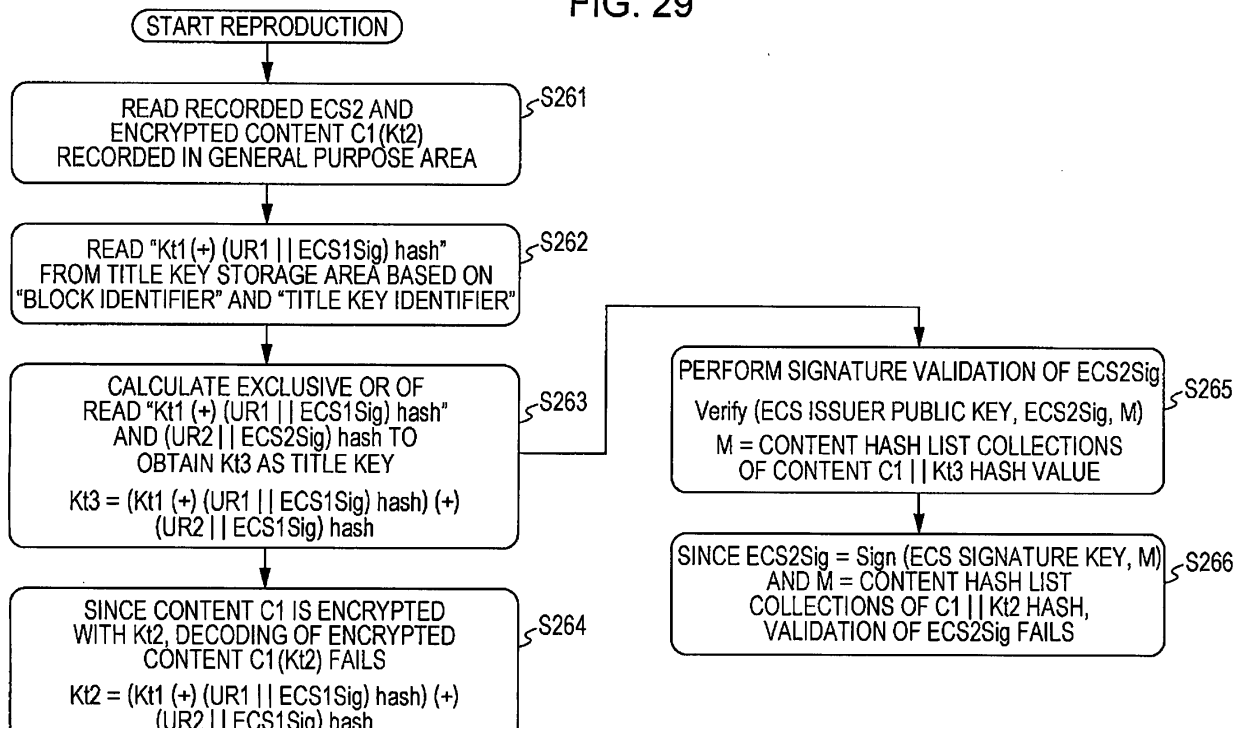 FIG. 29
START REPRODUCTION
READ RECORDED ECS2 AND
ENCRYPTED CONTENT C1(Kt2)
RECORDED IN GENERAL PURPOSE AREA
S261
READ "Kt1 (+) (UR1 || ECS1Sig) hash"
FROM TITLE KEY STORAGE AREA BASED ON
"BLOCK IDENTIFIER" AND "TITLE KEY IDENTIFIER"
S262
CALCULATE EXCLUSIVE OR OF
READ "Kt1 (+) (UR1 || ECS1Sig) hash"
AND (UR2 || ECS2Sig) hash TO
OBTAIN Kt3 AS TITLE KEY
Kt3 = (Kt1 (+) (UR1 || ECS1Sig) hash) (+)
(UR2 || ECS1Sig) hash
S263
SINCE CONTENT C1 IS ENCRYPTED
WITH Kt2, DECODING OF ENCRYPTED
CONTENT C1(Kt2) FAILS
Kt2 = (Kt1 (+) (UR1 || ECS1Sig) hash) (+)
(UR2 || ECS1Sig) hash
S264
PERFORM SIGNATURE VALIDATION OF ECS2Sig
Verify (ECS ISSUER PUBLIC KEY, ECS2Sig, M)
M = CONTENT HASH LIST COLLECTIONS
OF CONTENT C1 || Kt3 HASH VALUE
S265
SINCE ECS2Sig = Sign (ECS SIGNATURE KEY, M)
AND M = CONTENT HASH LIST
COLLECTIONS OF C1 || Kt2 HASH,
VALIDATION OF ECS2Sig FAILS
S266